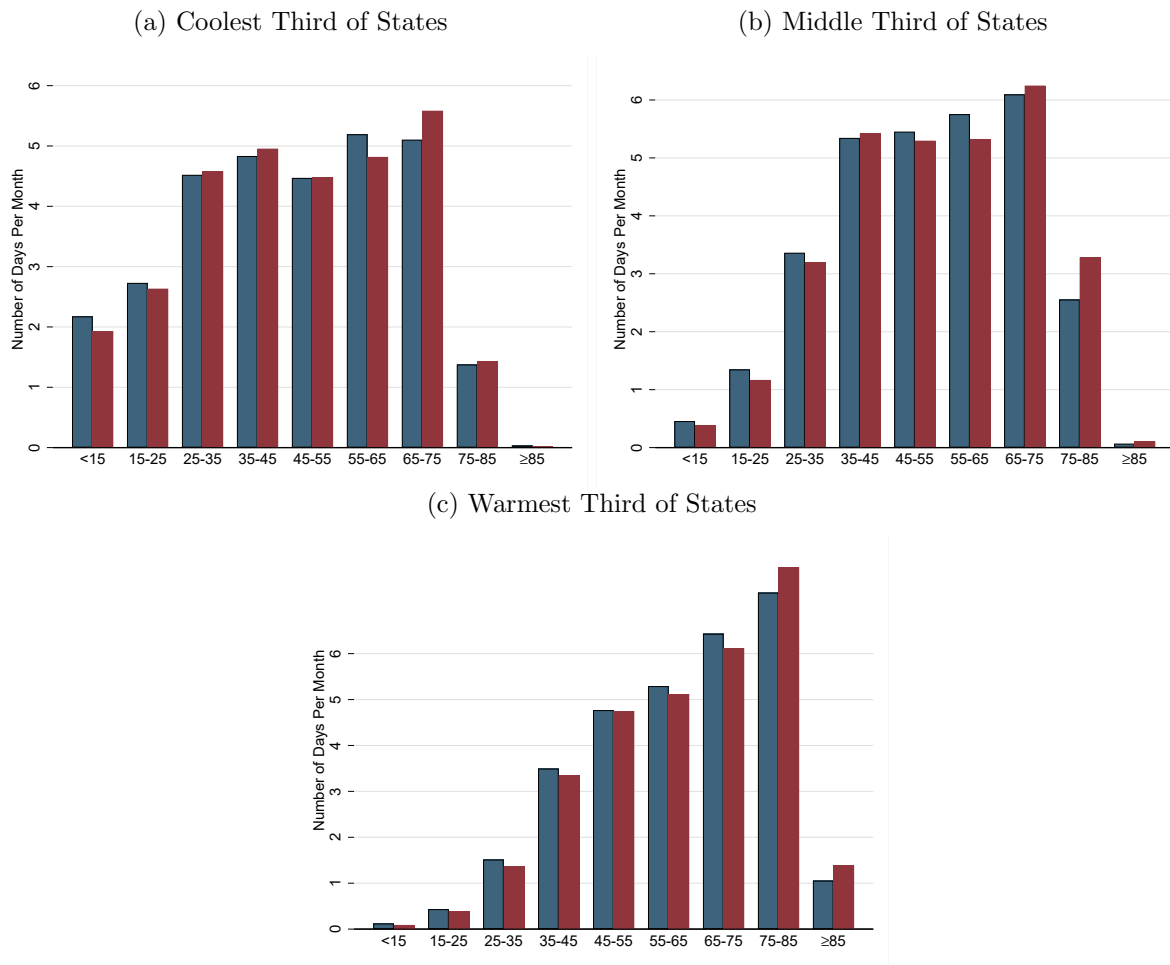 (a) Coolest Third of States
Number of Days Per Month
6
5
4
3
2
1
0
<15 15-25 25-35 35-45 45-55 55-65 65-75 75-85 ≥85
(b) Middle Third of States
Number of Days Per Month
6
5
4
3
2
1
0
<15 15-25 25-35 35-45 45-55 55-65 65-75 75-85 ≥85
(c) Warmest Third of States
Number of Days Per Month
6
5
4
3
2
1
0
<15 15-25 25-35 35-45 45-55 55-65 65-75 75-85 ≥85